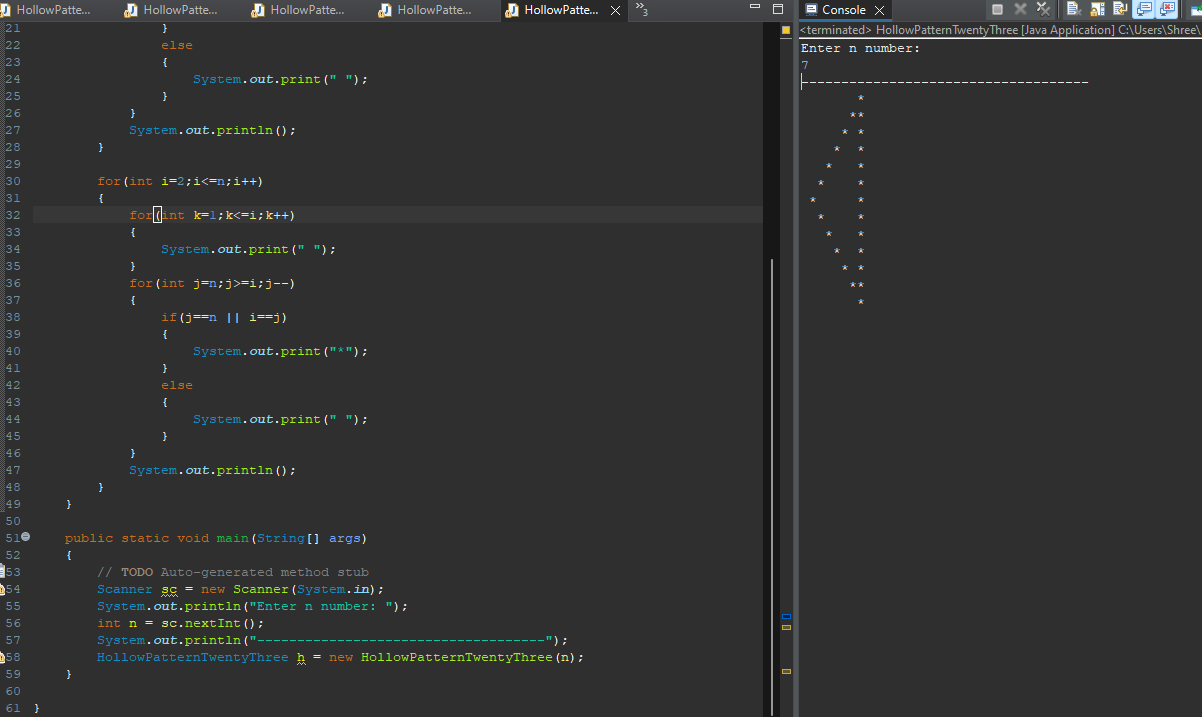 HollowPatte...
HollowPatte...
HollowPatte...
HollowPatte...
HollowPatte...
3
21 }
22 else
23 {
24 System.out.print(" ");
25 }
26 }
27 System.out.println();
28 }
29
30 for(int i=2;i<=n;i++)
31 {
32 for(int k=1;k<=i;k++)
33 {
34 System.out.print(" ");
35 }
36 for(int j=n;j>=i;j--)
37 {
38 if(j==n || i==j)
39 {
40 System.out.print("*");
41 }
42 else
43 {
44 System.out.print(" ");
45 }
46 }
47 System.out.println();
48 }
49 }
50
51 public static void main(String[] args)
52 {
53 // TODO Auto-generated method stub
54 Scanner sc = new Scanner(System.in);
55 System.out.println("Enter n number: ");
56 int n = sc.nextInt();
57 System.out.println("------------------------------------");
58 HollowPatternTwentyThree h = new HollowPatternTwentyThree(n);
59 }
60
61 }
Console
<terminated> HollowPatternTwentyThree [Java Application] C:\Users\Shree\
Enter n number:
7
------------------------------------
       *
      **
     * *
    *  *
   *   *
  *    *
 *     *
  *    *
   *   *
    *  *
     * *
      **
       *